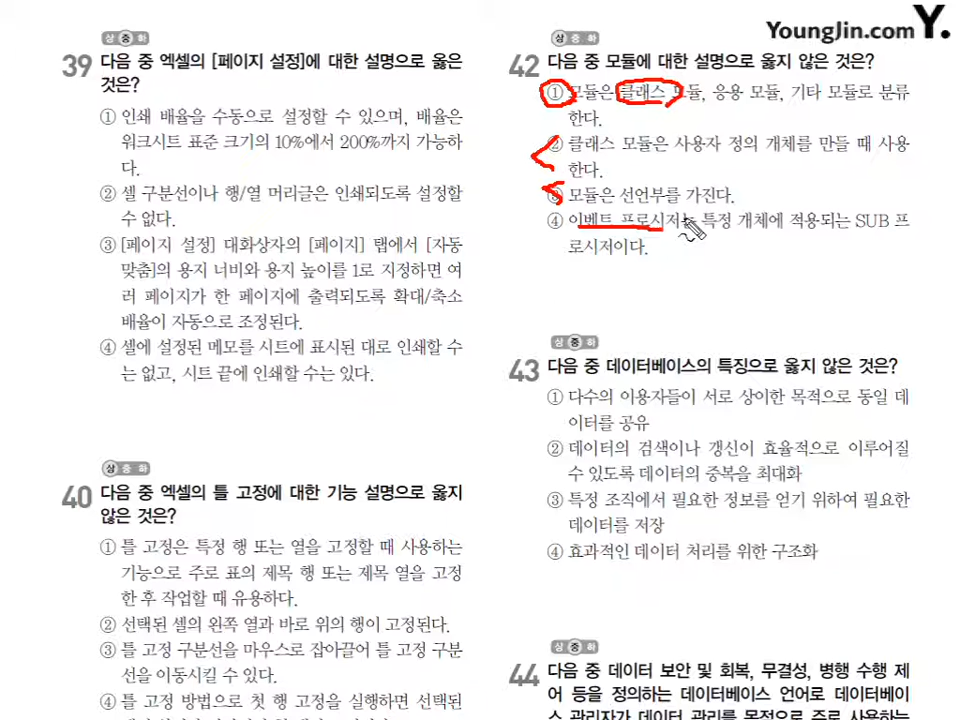 YoungJin.com Y.
상 중 하
39 다음 중 엑셀의 [페이지 설정]에 대한 설명으로 옳은
것은?
① 인쇄 배율을 수동으로 설정할 수 있으며, 배율은
워크시트 표준 크기의 10%에서 200%까지 가능하
다.
② 셀 구분선이나 행/열 머리글은 인쇄되도록 설정할
수 없다.
③ [페이지 설정] 대화상자의 [페이지] 탭에서 [자동
맞춤]의 용지 너비와 용지 높이를 1로 지정하면 여
러 페이지가 한 페이지에 출력되도록 확대/축소
배율이 자동으로 조정된다.
④ 셀에 설정된 메모를 시트에 표시된 대로 인쇄할 수
는 없고, 시트 끝에 인쇄할 수는 있다.
상 중 하
40 다음 중 엑셀의 틀 고정에 대한 기능 설명으로 옳지
않은 것은?
① 틀 고정은 특정 행 또는 열을 고정할 때 사용하는
기능으로 주로 표의 제목 행 또는 제목 열을 고정
한 후 작업할 때 유용하다.
② 선택된 셀의 왼쪽 열과 바로 위의 행이 고정된다.
③ 틀 고정 구분선을 마우스로 잡아끌어 틀 고정 구분
선을 이동시킬 수 있다.
④ 틀 고정 방법으로 첫 행 고정을 실행하면 선택된
상 중 하
42 다음 중 모듈에 대한 설명으로 옳지 않은 것은?
① 모듈은 클래스 모듈, 응용 모듈, 기타 모듈로 분류
한다.
② 클래스 모듈은 사용자 정의 개체를 만들 때 사용
한다.
③ 모듈은 선언부를 가진다.
④ 이벤트 프로시저는 특정 개체에 적용되는 SUB 프
로시저이다.
상 중 하
43 다음 중 데이터베이스의 특징으로 옳지 않은 것은?
① 다수의 이용자들이 서로 상이한 목적으로 동일 데
이터를 공유
② 데이터의 검색이나 갱신이 효율적으로 이루어질
수 있도록 데이터의 중복을 최대화
③ 특정 조직에서 필요한 정보를 얻기 위하여 필요한
데이터를 저장
④ 효과적인 데이터 처리를 위한 구조화
상 중 하
44 다음 중 데이터 보안 및 회복, 무결성, 병행 수행 제
어 등을 정의하는 데이터베이스 언어로 데이터베이
스 관리자가 데이터 관리를 목적으로 주로 사용하는